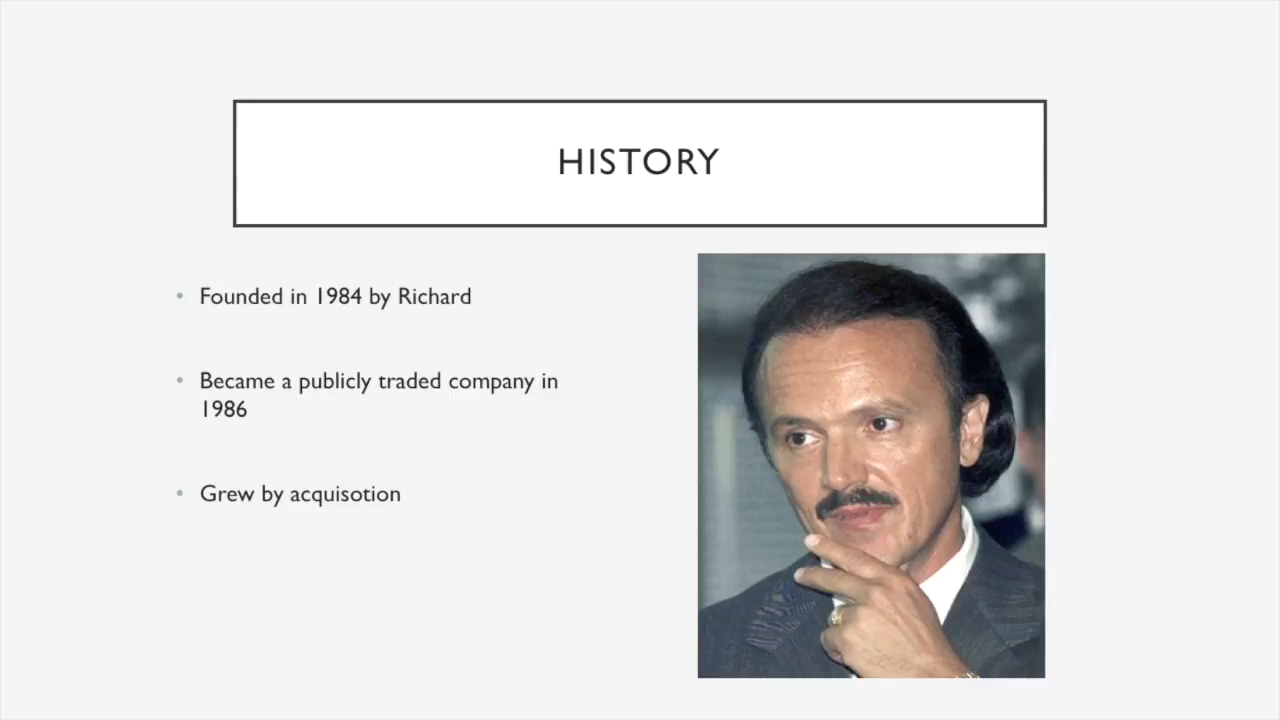 HISTORY
• Founded in 1984 by Richard
• Became a publicly traded company in
1986
• Grew by acquisotion